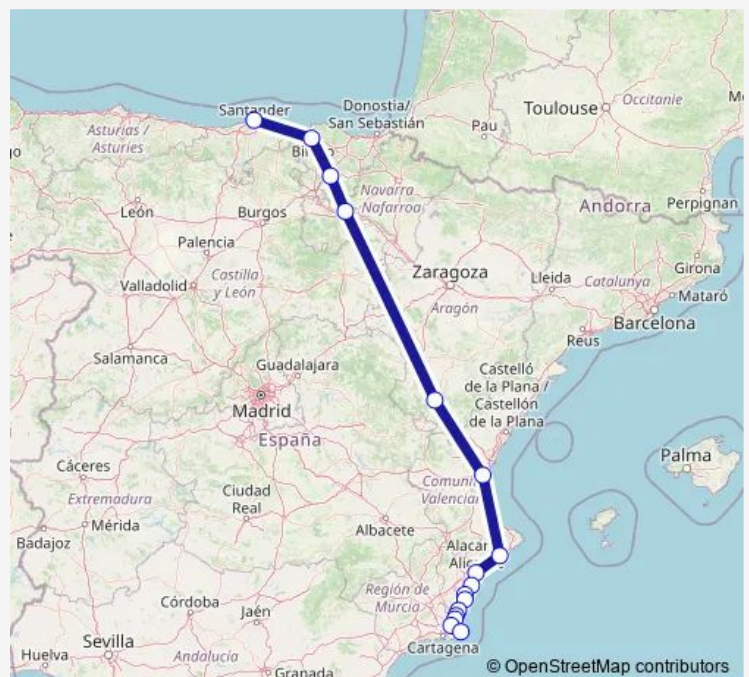 Toulouse
Occitanie
Santander
Donostia/
San Sebastián
Asturias /
Asturies
Pau
Navarra
Nafarroa
León
Burgos
Andorra
Perpignan
Palencia
Castilla
y León
Valladolid
Zaragoza
Lleida
Catalunya
Girona
Mataró
Aragón
Barcelona
Reus
Salamanca
Guadalajara
Castelló
de la Plana /
Castellón
de la Plana
Madrid
España
Palma
Cáceres
Extremadura
Ciudad
Real
Mérida
Badajoz
Albacete
Región de
Murcia
Córdoba
Jaén
Sevilla
Cartagena
Huelva
Andalucía
Granada
© OpenStreetMap contributors